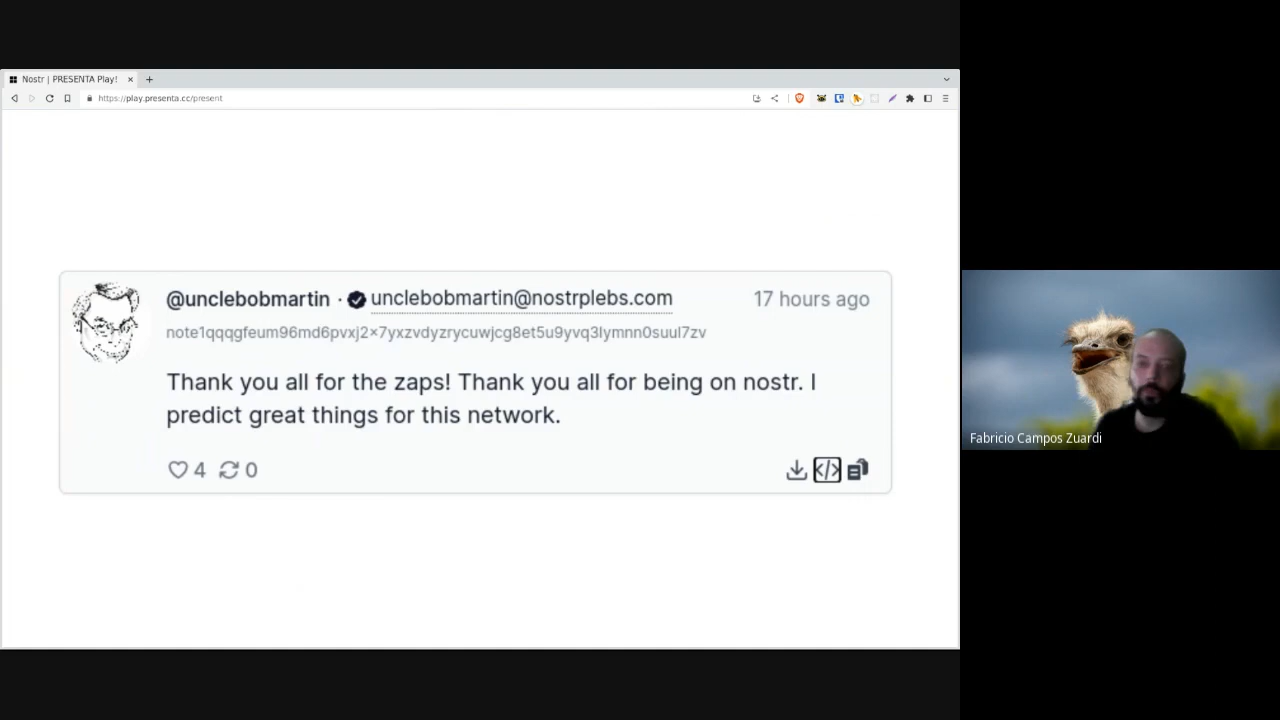 Nostr | PRESENTA Play!
https://play.presenta.cc/present
@unclebobmartin · unclebobmartin@nostrplebs.com 17 hours ago
note1qqqgfeum96md6pvxj2×7yxzvdyzrycuwjcg8et5u9yvq3lymnn0suul7zv
Thank you all for the zaps! Thank you all for being on nostr. I
predict great things for this network.
4 0
</>
Fabricio Campos Zuardi